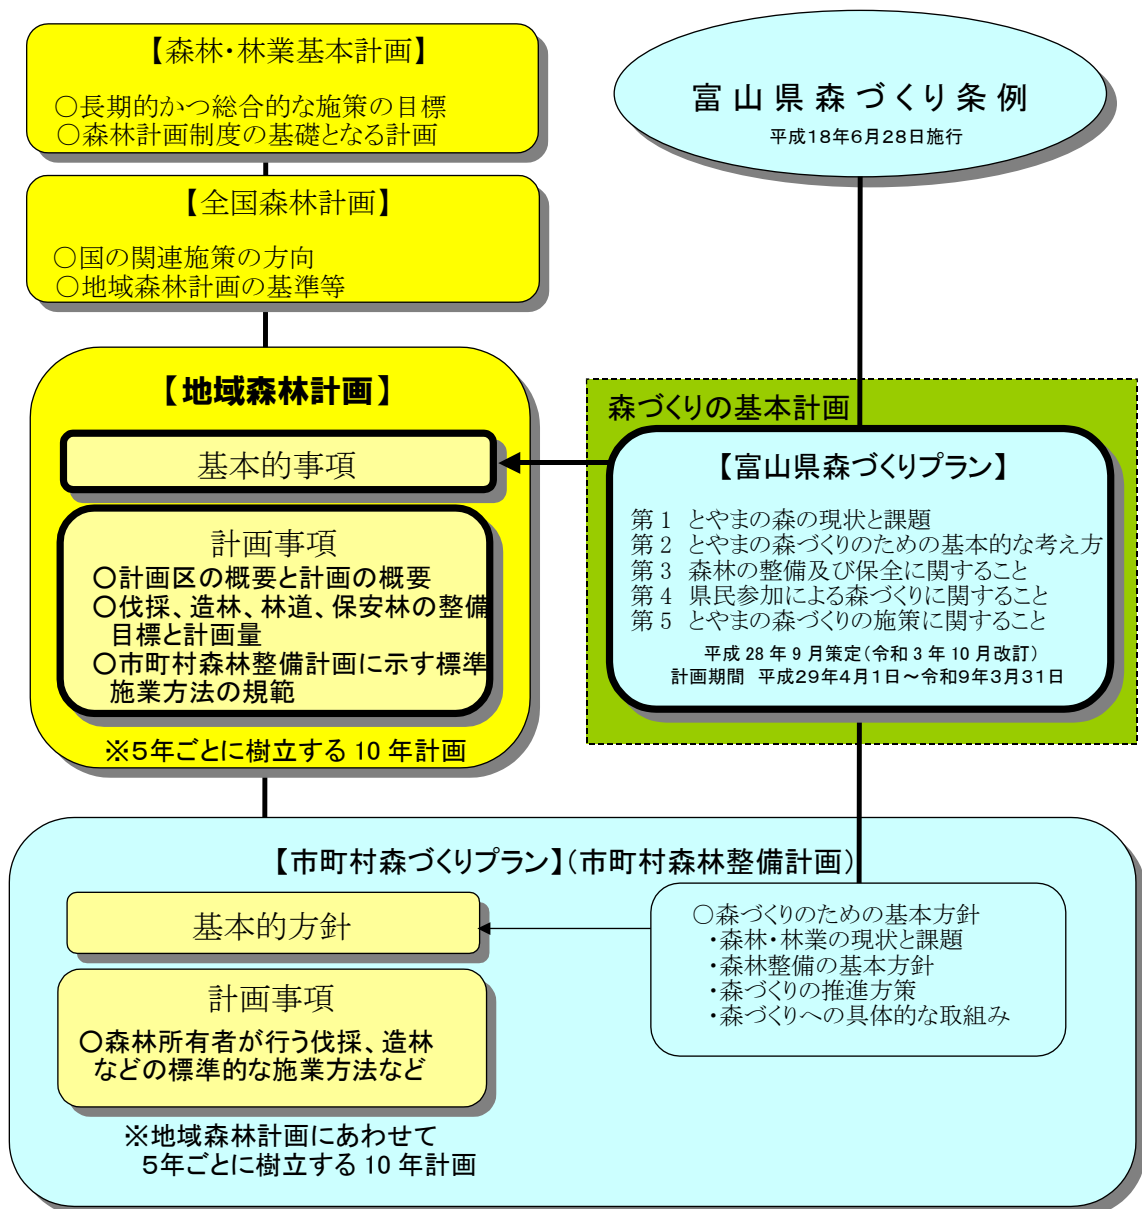 【森林・林業基本計画】
○長期的かつ総合的な施策の目標
○森林計画制度の基礎となる計画
富山県森づくり条例
平成18年6月28日施行
【全国森林計画】
○国の関連施策の方向
○地域森林計画の基準等
【地域森林計画】
基本的事項
計画事項
○計画区の概要と計画の概要
○伐採、造林、林道、保安林の整備
目標と計画量
○市町村森林整備計画に示す標準
施業方法の規範
※5年ごとに樹立する10年計画
森づくりの基本計画
【富山県森づくりプラン】
第1 とやまの森の現状と課題
第2 とやまの森づくりのための基本的な考え方
第3 森林の整備及び保全に関すること
第4 県民参加による森づくりに関すること
第5 とやまの森づくりの施策に関すること
平成28年9月策定(令和3年10月改訂)
計画期間 平成29年4月1日~令和9年3月31日
【市町村森づくりプラン】(市町村森林整備計画)
基本的方針
計画事項
○森林所有者が行う伐採、造林
などの標準的な施業方法など
※地域森林計画にあわせて
5年ごとに樹立する10年計画
○森づくりのための基本方針
・森林・林業の現状と課題
・森林整備の基本方針
・森づくりの推進方策
・森づくりへの具体的な取組み